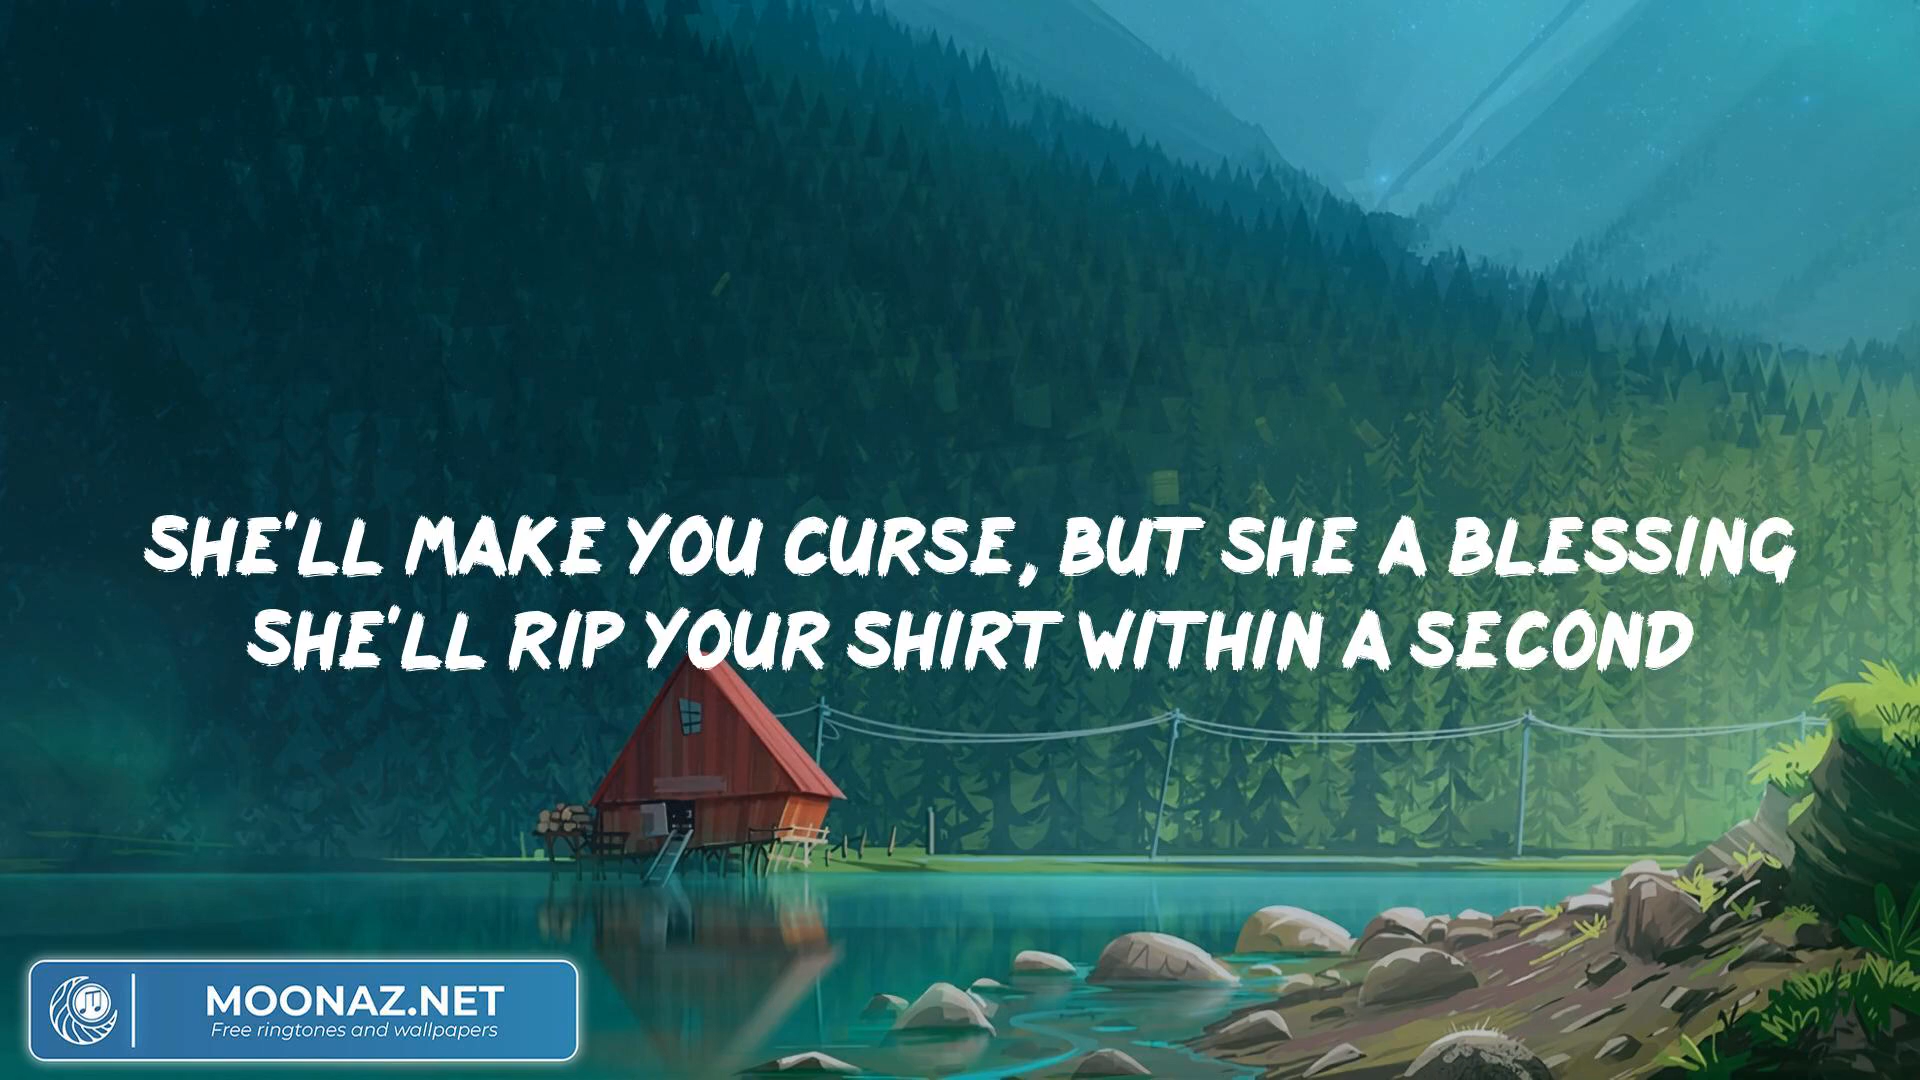 SHE'LL MAKE YOU CURSE, BUT SHE A BLESSING
SHE'LL RIP YOUR SHIRT WITHIN A SECOND
MOONAZ.NET
Free ringtones and wallpapers